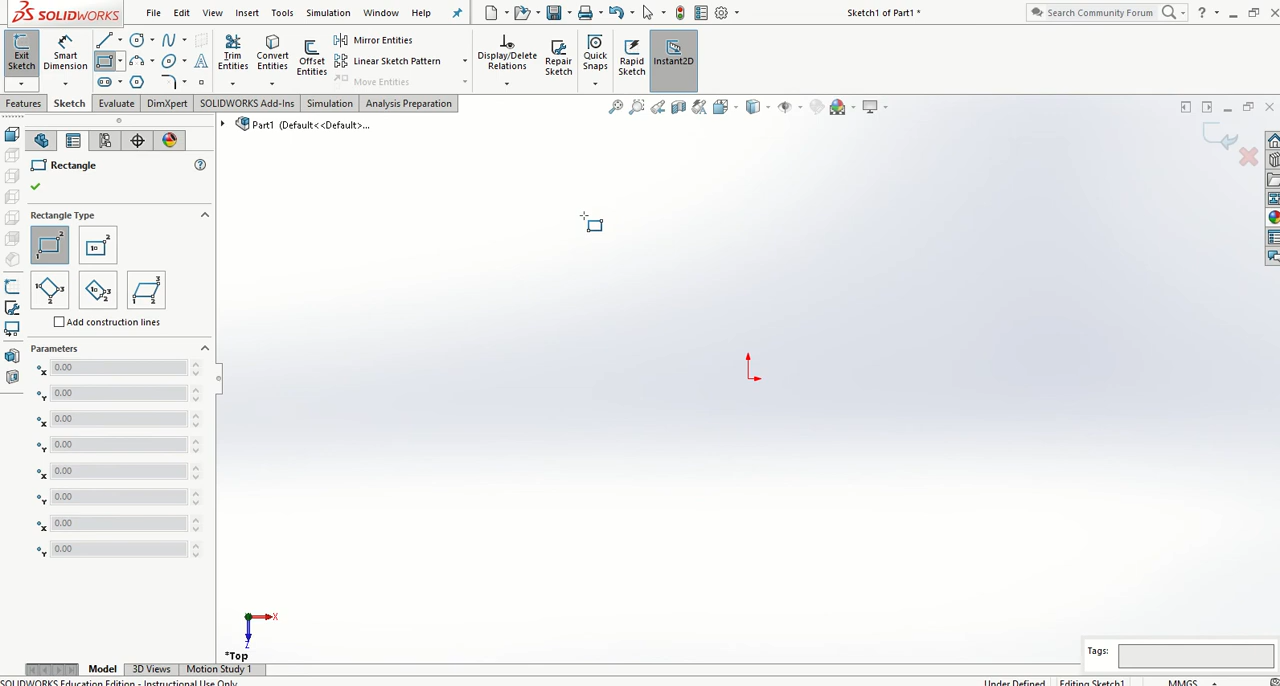 SOLIDWORKS File Edit View Insert Tools Simulation Window Help Sketch1 of Part1 * Search Community Forum
Exit Sketch
Smart Dimension
Trim Entities
Convert Entities
Offset Entities
Mirror Entities
Linear Sketch Pattern
Move Entities
Display/Delete Relations
Repair Sketch
Quick Snaps
Rapid Sketch
Instant2D
Features Sketch Evaluate DimXpert SOLIDWORKS Add-Ins Simulation Analysis Preparation
Part1 (Default<<Default>...
Rectangle
Rectangle Type
Add construction lines
Parameters
x 0.00
Y 0.00
x 0.00
Y 0.00
x 0.00
Y 0.00
x 0.00
Y 0.00
X
Z
*Top
Tags:
Model 3D Views Motion Study 1
SOLIDWORKS Education Edition - Instructional Use Only Under Defined Editing Sketch1 MMGS